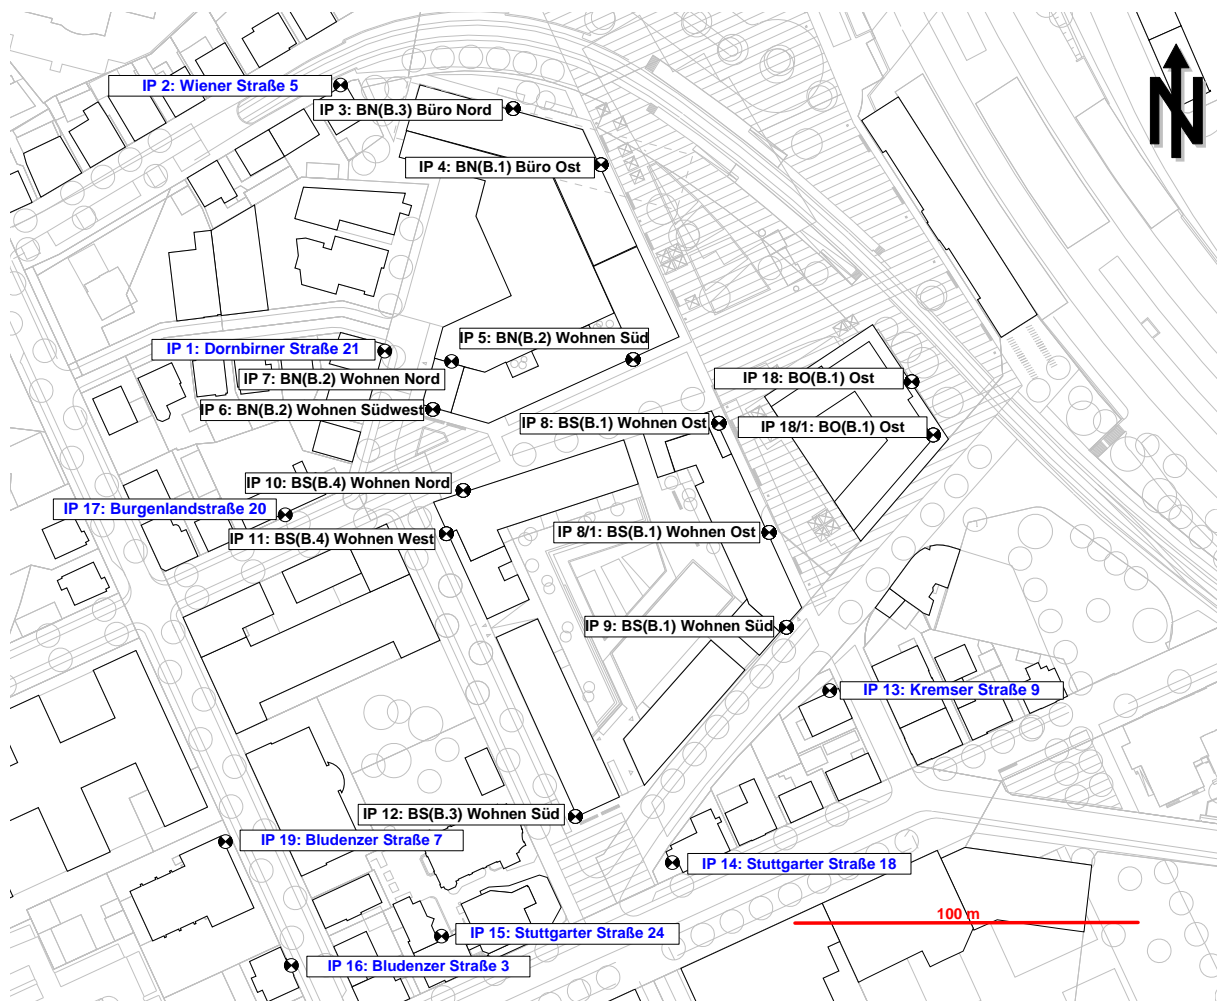 IP 2: Wiener Straße 5
IP 3: BN(B.3) Büro Nord
N
IP 4: BN(B.1) Büro Ost
IP 5: BN(B.2) Wohnen Süd
IP 1: Dornbirner Straße 21
IP 7: BN(B.2) Wohnen Nord
IP 18: BO(B.1) Ost
IP 6: BN(B.2) Wohnen Südwest
IP 8: BS(B.1) Wohnen Ost
IP 18/1: BO(B.1) Ost
IP 10: BS(B.4) Wohnen Nord
IP 17: Burgenlandstraße 20
IP 11: BS(B.4) Wohnen West
IP 8/1: BS(B.1) Wohnen Ost
IP 9: BS(B.1) Wohnen Süd
IP 13: Kremser Straße 9
IP 12: BS(B.3) Wohnen Süd
IP 19: Bludenzer Straße 7
IP 14: Stuttgarter Straße 18
100 m
IP 15: Stuttgarter Straße 24
IP 16: Bludenzer Straße 3